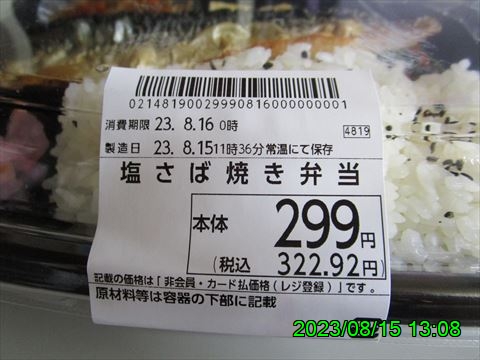 021481900299908160000000001
消費期限 23. 8.16 0時
4819
製造日 23. 8.15 11時36分 常温にて保存
塩さば焼き弁当
本体 299円
(税込 322.92円)
記載の価格は「非会員・カード払価格(レジ登録)」です。
原材料等は容器の下部に記載
2023/08/15 13:08